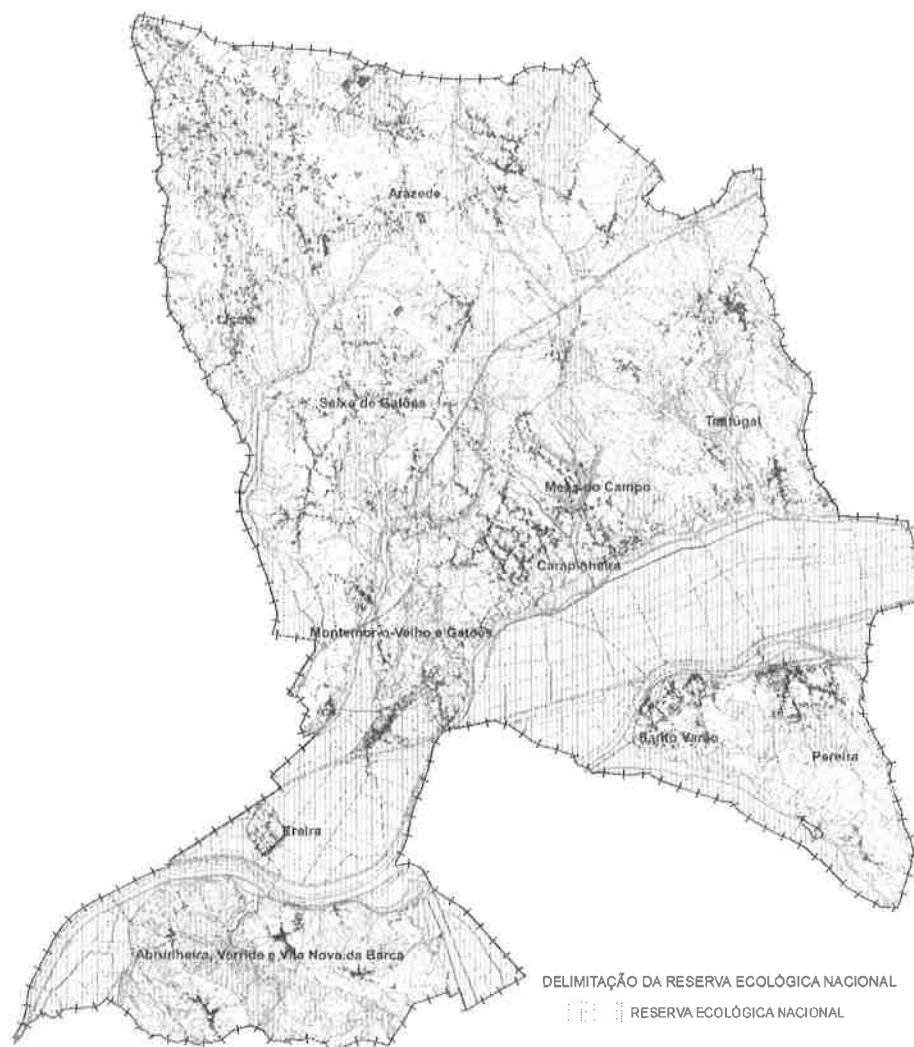 Arazede
Liceia
Seixo de Gatões
Tentúgal
Meãs do Campo
Carapinheira
Montemor-o-Velho e Gatões
Santo Varão
Pereira
Ereira
Abrunheira, Verride e Vila Nova da Barca
DELIMITAÇÃO DA RESERVA ECOLÓGICA NACIONAL
RESERVA ECOLÓGICA NACIONAL